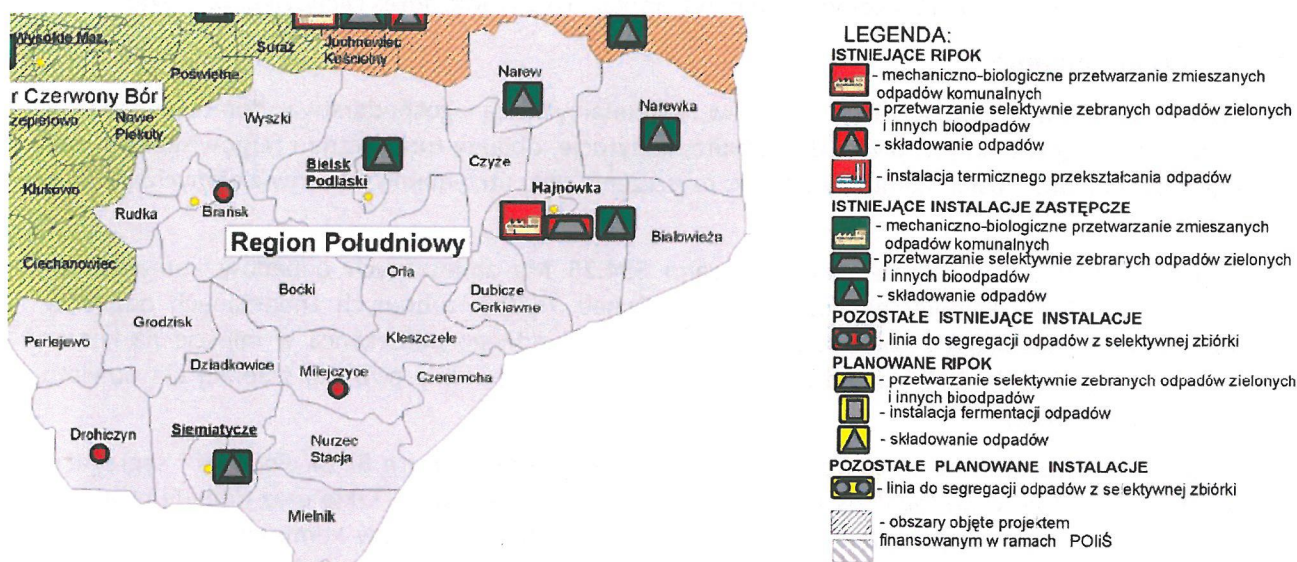 Wysokie Maz.
Suraż
Juchnowiec
Kościelny
Poświętne
Narew
Narewka
r Czerwony Bór
zepietowo
Nowe
Piekuty
Wyszki
Bielsk
Podlaski
Czyże
Hajnówka
Klukowo
Rudka
Brańsk
Region Południowy
Białowieża
Ciechanowiec
Orla
Boćki
Dubicze
Cerkiewne
Grodzisk
Perlejewo
Kleszczele
Dziadkowice
Milejczyce
Czeremcha
Drohiczyn
Siemiatycze
Nurzec
Stacja
Mielnik
LEGENDA:
ISTNIEJĄCE RIPOK
- mechaniczno-biologiczne przetwarzanie zmieszanych
odpadów komunalnych
- przetwarzanie selektywnie zebranych odpadów zielonych
i innych bioodpadów
- składowanie odpadów
- instalacja termicznego przekształcania odpadów
ISTNIEJĄCE INSTALACJE ZASTĘPCZE
- mechaniczno-biologiczne przetwarzanie zmieszanych
odpadów komunalnych
- przetwarzanie selektywnie zebranych odpadów zielonych
i innych bioodpadów
- składowanie odpadów
POZOSTAŁE ISTNIEJĄCE INSTALACJE
- linia do segregacji odpadów z selektywnej zbiórki
PLANOWANE RIPOK
- przetwarzanie selektywnie zebranych odpadów zielonych
i innych bioodpadów
- instalacja fermentacji odpadów
- składowanie odpadów
POZOSTAŁE PLANOWANE INSTALACJE
- linia do segregacji odpadów z selektywnej zbiórki
- obszary objęte projektem
finansowanym w ramach POIiŚ